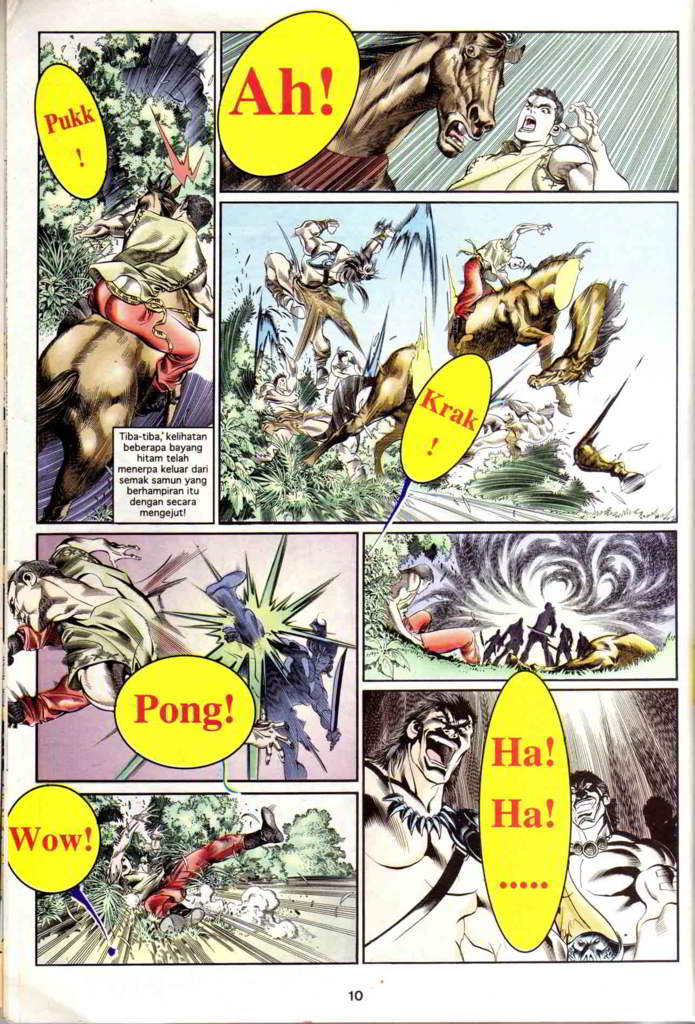 Pukk
!
Ah!
Tiba-tiba,' kelihatan
beberapa bayang
hitam telah
menerpa keluar dari
semak samun yang
berhampiran itu
dengan secara
mengejut!
Krak
!
Pong!
Wow!
Ha!
Ha!
.....
10